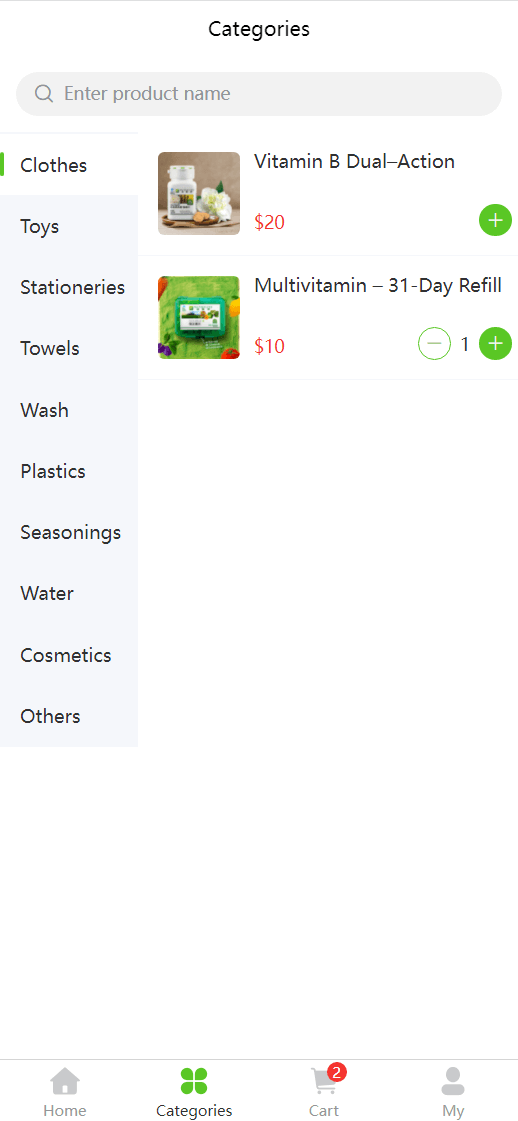 Categories
Enter product name
Clothes
Toys
Stationeries
Towels
Wash
Plastics
Seasonings
Water
Cosmetics
Others
Vitamin B Dual–Action
$20
Multivitamin – 31-Day Refill
$10
1
Home
Categories
2
Cart
My